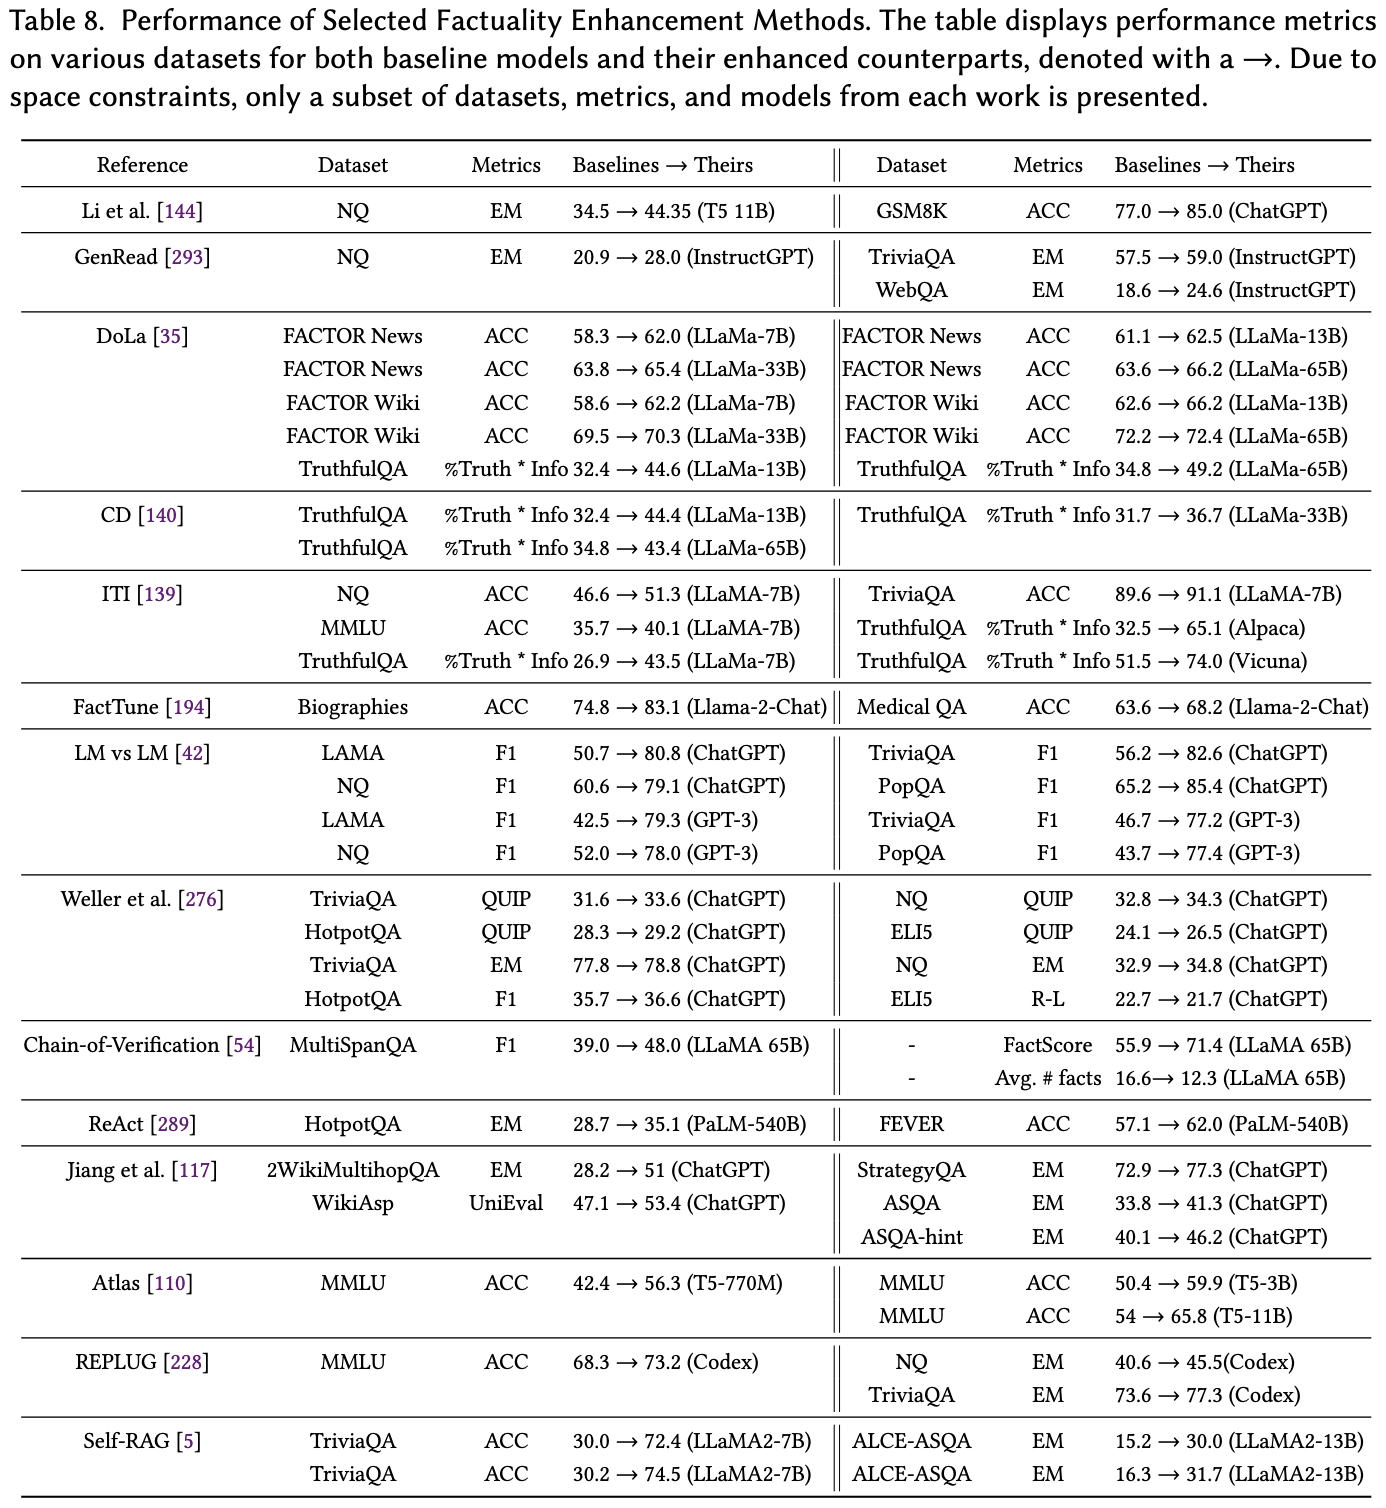 Table 8. Performance of Selected Factuality Enhancement Methods. The table displays performance metrics
on various datasets for both baseline models and their enhanced counterparts, denoted with a →. Due to
space constraints, only a subset of datasets, metrics, and models from each work is presented.
Reference Dataset Metrics Baselines → Theirs Dataset Metrics Baselines → Theirs
Li et al. [144] NQ EM 34.5 → 44.35 (T5 11B) GSM8K ACC 77.0 → 85.0 (ChatGPT)
GenRead [293] NQ EM 20.9 → 28.0 (InstructGPT) TriviaQA EM 57.5 → 59.0 (InstructGPT)
WebQA EM 18.6 → 24.6 (InstructGPT)
DoLa [35] FACTOR News ACC 58.3 → 62.0 (LLaMa-7B) FACTOR News ACC 61.1 → 62.5 (LLaMa-13B)
FACTOR News ACC 63.8 → 65.4 (LLaMa-33B) FACTOR News ACC 63.6 → 66.2 (LLaMa-65B)
FACTOR Wiki ACC 58.6 → 62.2 (LLaMa-7B) FACTOR Wiki ACC 62.6 → 66.2 (LLaMa-13B)
FACTOR Wiki ACC 69.5 → 70.3 (LLaMa-33B) FACTOR Wiki ACC 72.2 → 72.4 (LLaMa-65B)
TruthfulQA %Truth * Info 32.4 → 44.6 (LLaMa-13B) TruthfulQA %Truth * Info 34.8 → 49.2 (LLaMa-65B)
CD [140] TruthfulQA %Truth * Info 32.4 → 44.4 (LLaMa-13B) TruthfulQA %Truth * Info 31.7 → 36.7 (LLaMa-33B)
TruthfulQA %Truth * Info 34.8 → 43.4 (LLaMa-65B)
ITI [139] NQ ACC 46.6 → 51.3 (LLaMA-7B) TriviaQA ACC 89.6 → 91.1 (LLaMA-7B)
MMLU ACC 35.7 → 40.1 (LLaMA-7B) TruthfulQA %Truth * Info 32.5 → 65.1 (Alpaca)
TruthfulQA %Truth * Info 26.9 → 43.5 (LLaMa-7B) TruthfulQA %Truth * Info 51.5 → 74.0 (Vicuna)
FactTune [194] Biographies ACC 74.8 → 83.1 (Llama-2-Chat) Medical QA ACC 63.6 → 68.2 (Llama-2-Chat)
LM vs LM [42] LAMA F1 50.7 → 80.8 (ChatGPT) TriviaQA F1 56.2 → 82.6 (ChatGPT)
NQ F1 60.6 → 79.1 (ChatGPT) PopQA F1 65.2 → 85.4 (ChatGPT)
LAMA F1 42.5 → 79.3 (GPT-3) TriviaQA F1 46.7 → 77.2 (GPT-3)
NQ F1 52.0 → 78.0 (GPT-3) PopQA F1 43.7 → 77.4 (GPT-3)
Weller et al. [276] TriviaQA QUIP 31.6 → 33.6 (ChatGPT) NQ QUIP 32.8 → 34.3 (ChatGPT)
HotpotQA QUIP 28.3 → 29.2 (ChatGPT) ELI5 QUIP 24.1 → 26.5 (ChatGPT)
TriviaQA EM 77.8 → 78.8 (ChatGPT) NQ EM 32.9 → 34.8 (ChatGPT)
HotpotQA F1 35.7 → 36.6 (ChatGPT) ELI5 R-L 22.7 → 21.7 (ChatGPT)
Chain-of-Verification [54] MultiSpanQA F1 39.0 → 48.0 (LLaMA 65B) - FactScore 55.9 → 71.4 (LLaMA 65B)
- Avg. # facts 16.6→ 12.3 (LLaMA 65B)
ReAct [289] HotpotQA EM 28.7 → 35.1 (PaLM-540B) FEVER ACC 57.1 → 62.0 (PaLM-540B)
Jiang et al. [117] 2WikiMultihopQA EM 28.2 → 51 (ChatGPT) StrategyQA EM 72.9 → 77.3 (ChatGPT)
WikiAsp UniEval 47.1 → 53.4 (ChatGPT) ASQA EM 33.8 → 41.3 (ChatGPT)
ASQA-hint EM 40.1 → 46.2 (ChatGPT)
Atlas [110] MMLU ACC 42.4 → 56.3 (T5-770M) MMLU ACC 50.4 → 59.9 (T5-3B)
MMLU ACC 54 → 65.8 (T5-11B)
REPLUG [228] MMLU ACC 68.3 → 73.2 (Codex) NQ EM 40.6 → 45.5(Codex)
TriviaQA EM 73.6 → 77.3 (Codex)
Self-RAG [5] TriviaQA ACC 30.0 → 72.4 (LLaMA2-7B) ALCE-ASQA EM 15.2 → 30.0 (LLaMA2-13B)
TriviaQA ACC 30.2 → 74.5 (LLaMA2-7B) ALCE-ASQA EM 16.3 → 31.7 (LLaMA2-13B)